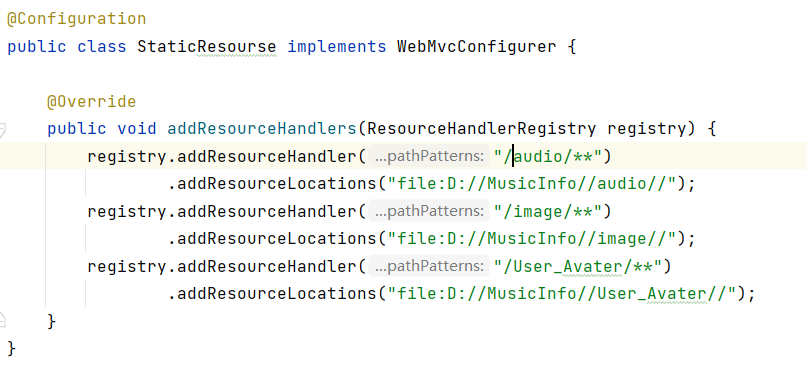 @Configuration
public class StaticResourse implements WebMvcConfigurer {
@Override
public void addResourceHandlers(ResourceHandlerRegistry registry) {
registry.addResourceHandler( ...pathPatterns: "/audio/**")
.addResourceLocations("file:D://MusicInfo//audio//");
registry.addResourceHandler( ...pathPatterns: "/image/**")
.addResourceLocations("file:D://MusicInfo//image//");
registry.addResourceHandler( ...pathPatterns: "/User_Avater/**")
.addResourceLocations("file:D://MusicInfo//User_Avater//");
}
}